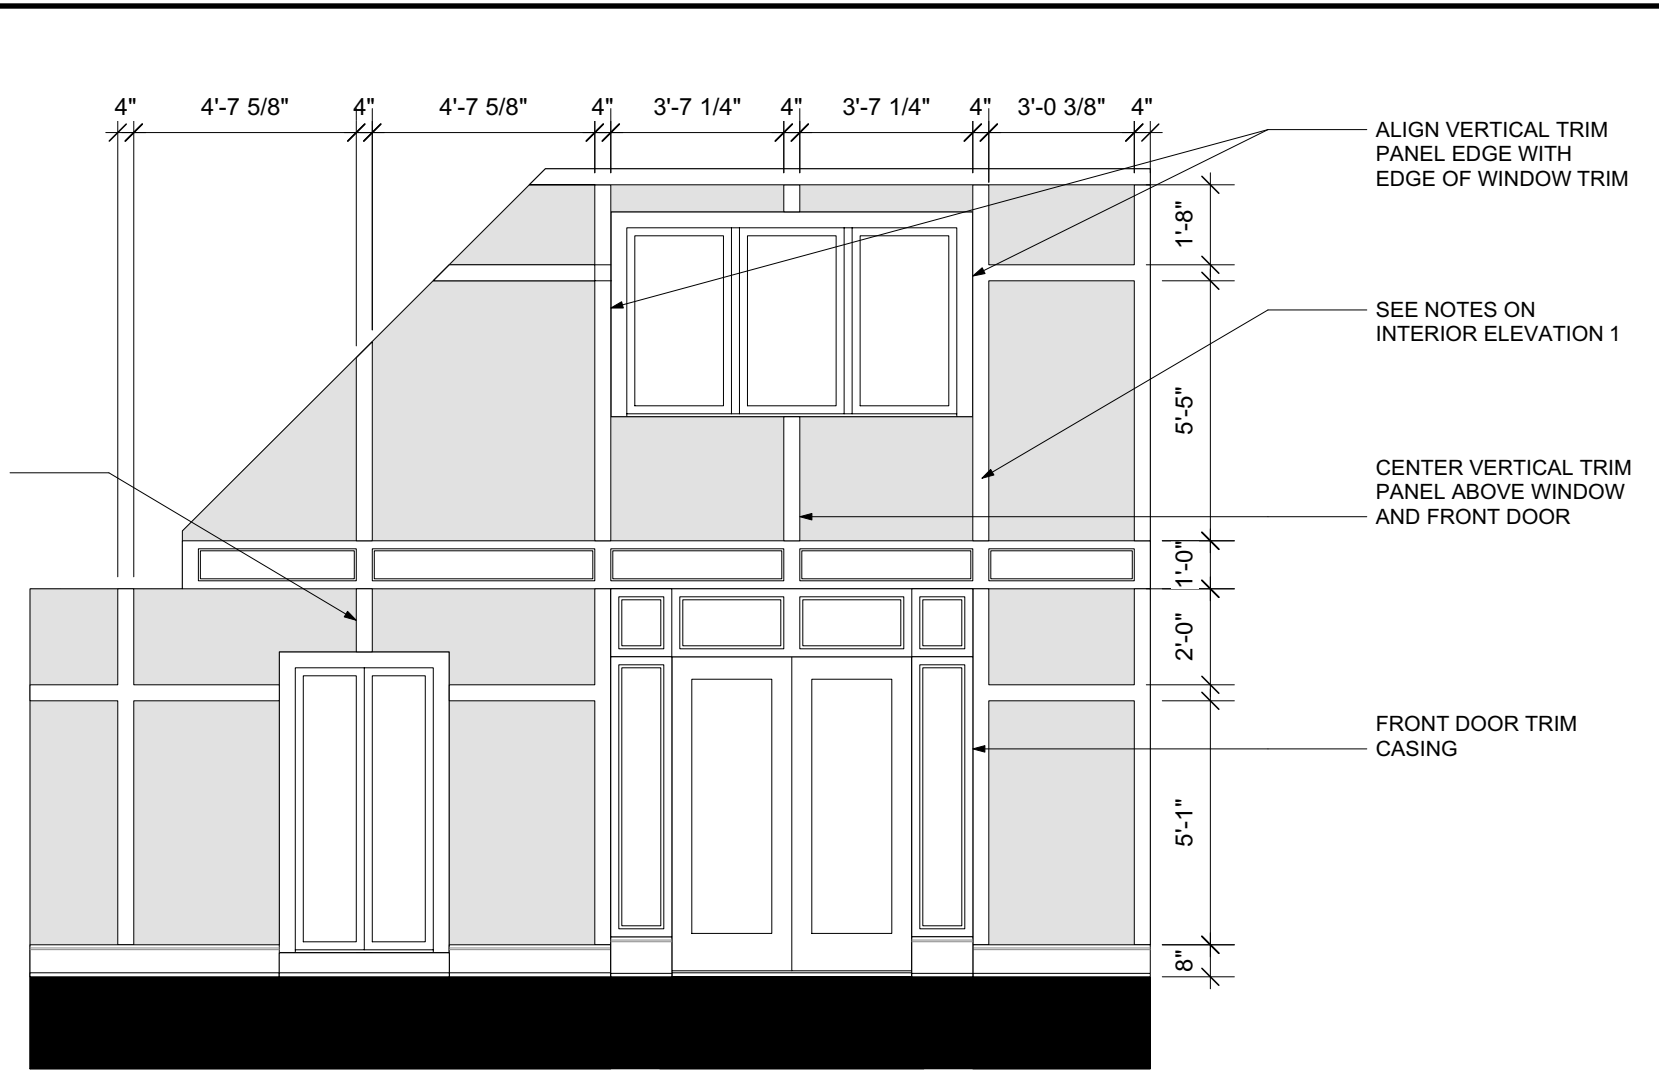 4" 4'-7 5/8" 4" 4'-7 5/8" 4" 3'-7 1/4" 4" 3'-7 1/4" 4" 3'-0 3/8" 4"
ALIGN VERTICAL TRIM
PANEL EDGE WITH
EDGE OF WINDOW TRIM
1'-8"
SEE NOTES ON
INTERIOR ELEVATION 1
5'-5"
CENTER VERTICAL TRIM
PANEL ABOVE WINDOW
AND FRONT DOOR
1'-0"
2'-0"
FRONT DOOR TRIM
CASING
5'-1"
8"